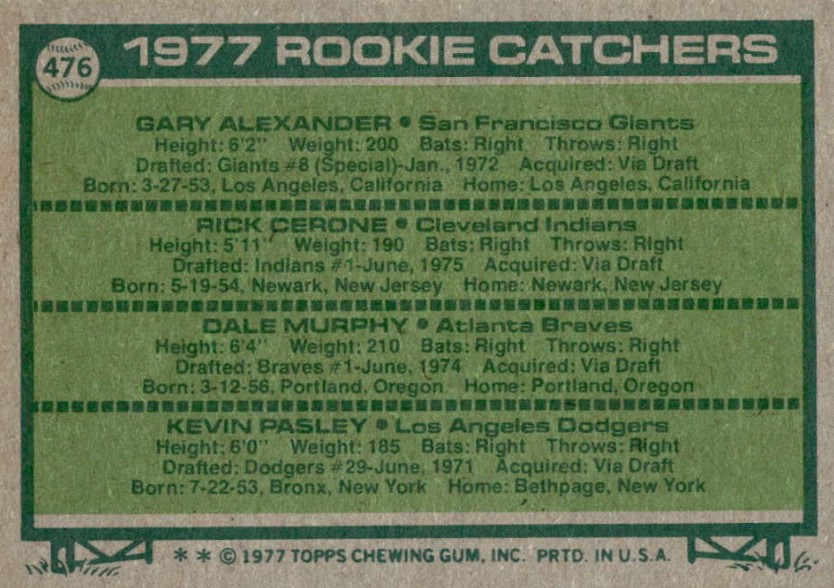 476
1977 ROOKIE CATCHERS
GARY ALEXANDER • San Francisco Giants
Height: 6'2" Weight: 200 Bats: Right Throws: Right
Drafted: Giants #8 (Special)-Jan., 1972 Acquired: Via Draft
Born: 3-27-53, Los Angeles, California Home: Los Angeles, California
RICK CERONE • Cleveland Indians
Height: 5'11" Weight: 190 Bats: Right Throws: Right
Drafted: Indians #1-June, 1975 Acquired: Via Draft
Born: 5-19-54, Newark, New Jersey Home: Newark, New Jersey
DALE MURPHY • Atlanta Braves
Height: 6'4" Weight: 210 Bats: Right Throws: Right
Drafted: Braves #1-June, 1974 Acquired: Via Draft
Born: 3-12-56, Portland, Oregon Home: Portland, Oregon
KEVIN PASLEY • Los Angeles Dodgers
Height: 6'0" Weight: 185 Bats: Right Throws: Right
Drafted: Dodgers #29-June, 1971 Acquired: Via Draft
Born: 7-22-53, Bronx, New York Home: Bethpage, New York
* * © 1977 TOPPS CHEWING GUM, INC. PRTD. IN U.S.A.